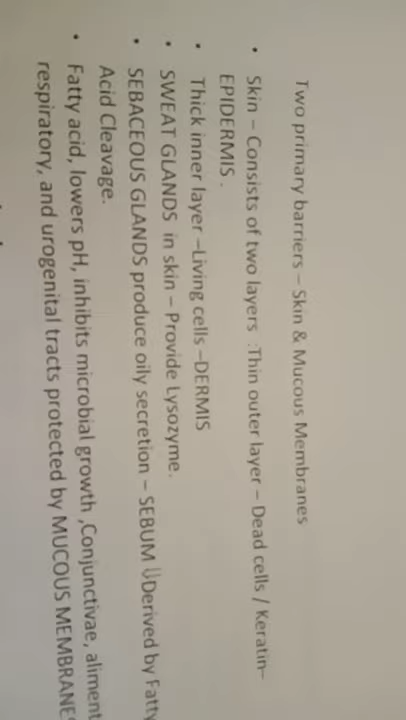 Two primary barriers – Skin & Mucous Membranes
• Skin – Consists of two layers :Thin outer layer – Dead cells / Keratin–
EPIDERMIS .
• Thick inner layer –Living cells –DERMIS
• SWEAT GLANDS in skin – Provide Lysozyme.
• SEBACEOUS GLANDS produce oily secretion – SEBUM ÜDerived by Fatty
Acid Cleavage.
• Fatty acid, lowers pH, inhibits microbial growth ,Conjunctivae, aliment
respiratory, and urogenital tracts protected by MUCOUS MEMBRANES